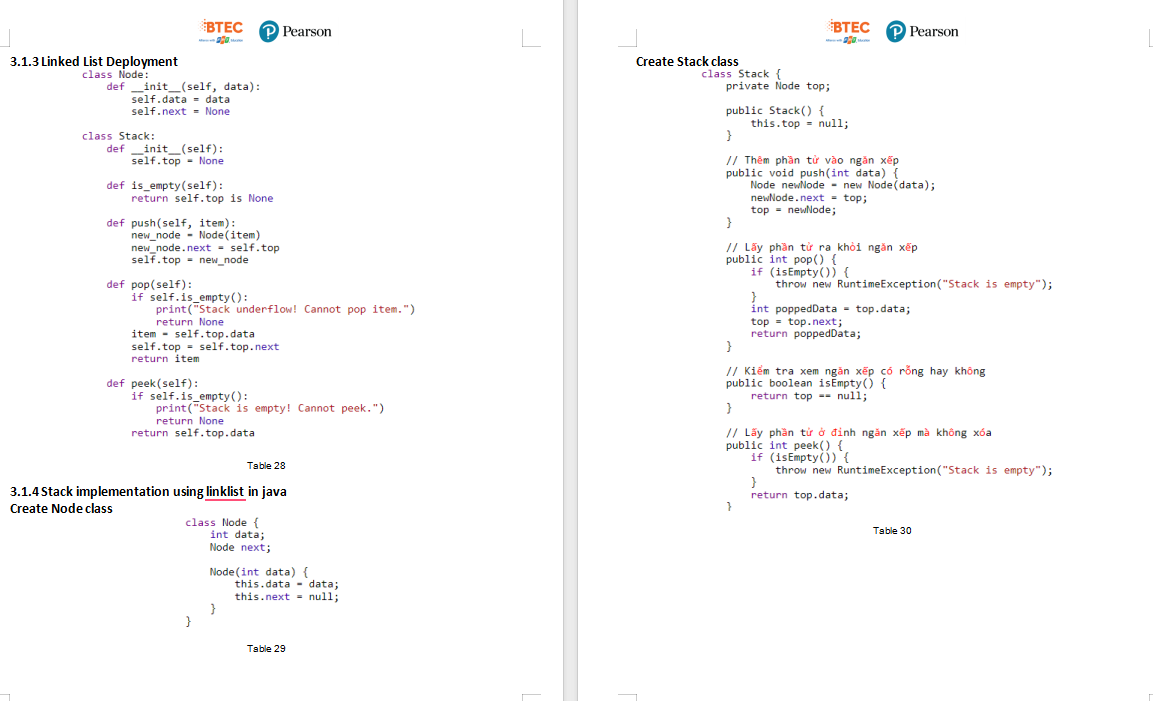 BTEC
Pearson
3.1.3 Linked List Deployment
class Node:
def __init__(self, data):
self.data = data
self.next = None
class Stack:
def __init__(self):
self.top = None
def is_empty(self):
return self.top is None
def push(self, item):
new_node = Node(item)
new_node.next = self.top
self.top = new_node
def pop(self):
if self.is_empty():
print("Stack underflow! Cannot pop item.")
return None
item = self.top.data
self.top = self.top.next
return item
def peek(self):
if self.is_empty():
print("Stack is empty! Cannot peek.")
return None
return self.top.data
Table 28
3.1.4 Stack implementation using linklist in java
Create Node class
class Node {
int data;
Node next;
Node(int data) {
this.data = data;
this.next = null;
}
}
Table 29
BTEC
Pearson
Create Stack class
class Stack {
private Node top;
public Stack() {
this.top = null;
}
// Thêm phần tử vào ngăn xếp
public void push(int data) {
Node newNode = new Node(data);
newNode.next = top;
top = newNode;
}
// Lấy phần tử ra khỏi ngăn xếp
public int pop() {
if (isEmpty()) {
throw new RuntimeException("Stack is empty");
}
int poppedData = top.data;
top = top.next;
return poppedData;
}
// Kiểm tra xem ngăn xếp có rỗng hay không
public boolean isEmpty() {
return top == null;
}
// Lấy phần tử ở đỉnh ngăn xếp mà không xóa
public int peek() {
if (isEmpty()) {
throw new RuntimeException("Stack is empty");
}
return top.data;
}
Table 30